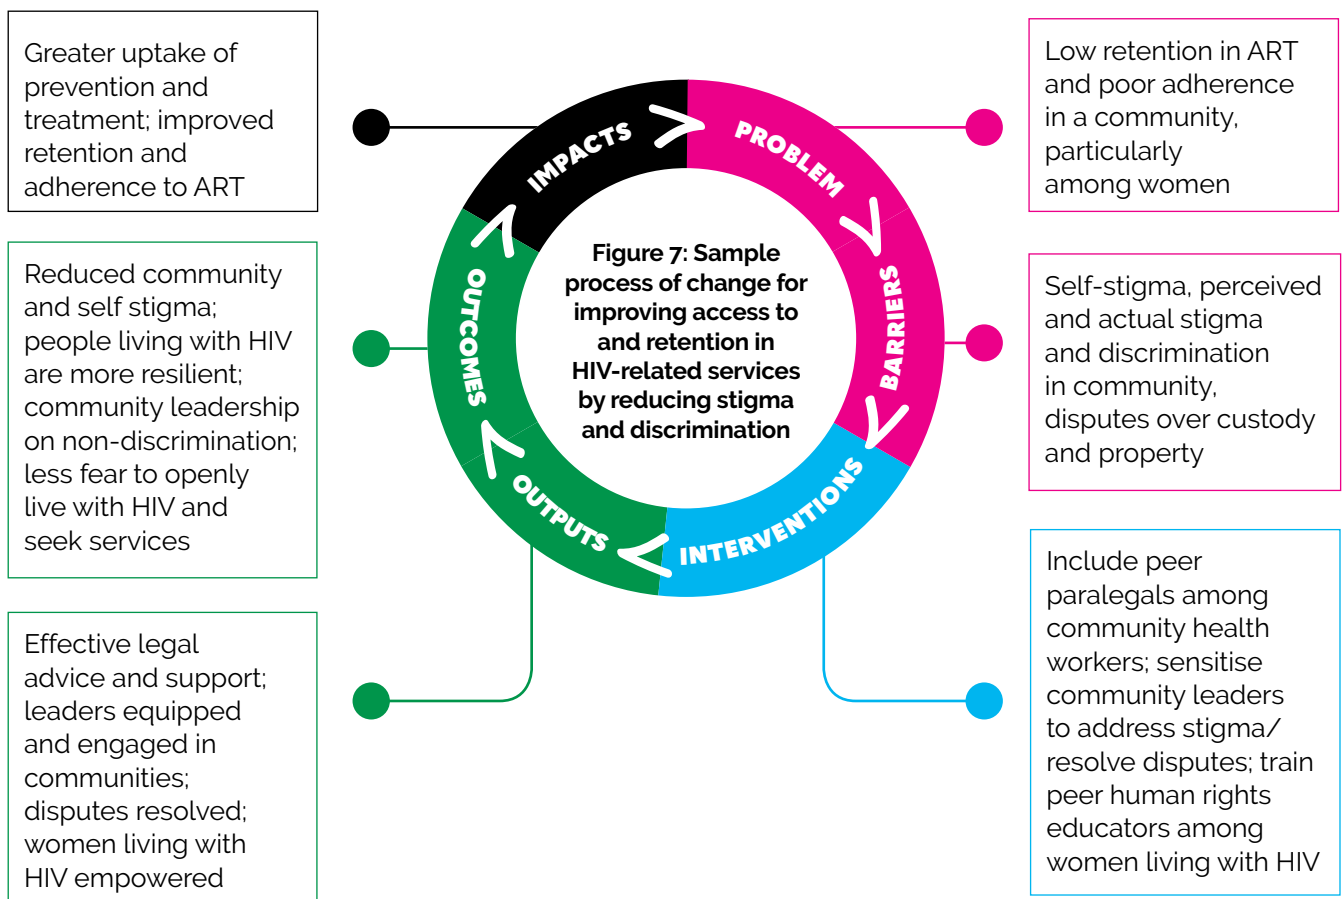 Greater uptake of
prevention and
treatment; improved
retention and
adherence to ART
Reduced community
and self stigma;
people living with HIV
are more resilient;
community leadership
on non-discrimination;
less fear to openly
live with HIV and
seek services
Effective legal
advice and support;
leaders equipped
and engaged in
communities;
disputes resolved;
women living with
HIV empowered
IMPACTS
PROBLEM
BARRIERS
INTERVENTIONS
OUTPUTS
OUTCOMES
Figure 7: Sample
process of change for
improving access to
and retention in
HIV-related services
by reducing stigma
and discrimination
Low retention in ART
and poor adherence
in a community,
particularly
among women
Self-stigma, perceived
and actual stigma
and discrimination
in community,
disputes over custody
and property
Include peer
paralegals among
community health
workers; sensitise
community leaders
to address stigma/
resolve disputes; train
peer human rights
educators among
women living with HIV